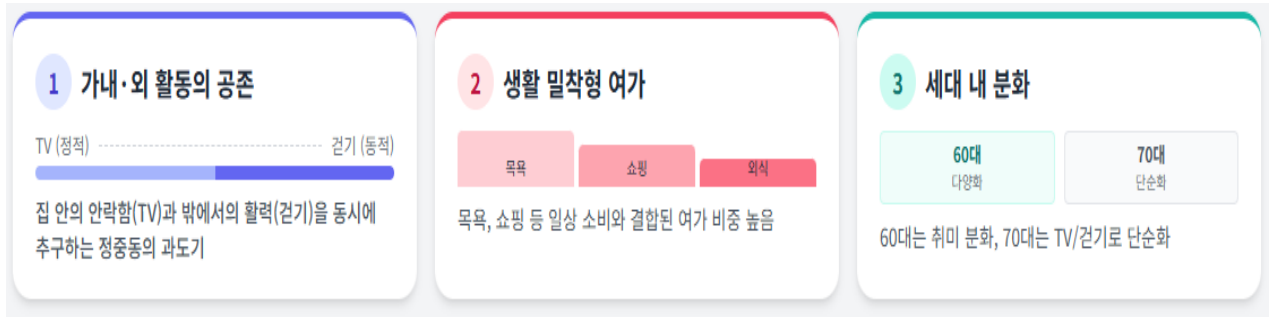 1 가내·외 활동의 공존
TV (정적) 걷기 (동적)
집 안의 안락함(TV)과 밖에서의 활력(걷기)을 동시에
추구하는 정중동의 과도기
2 생활 밀착형 여가
목욕 쇼핑 외식
목욕, 쇼핑 등 일상 소비와 결합된 여가 비중 높음
3 세대 내 분화
60대 70대
다양화 단순화
60대는 취미 분화, 70대는 TV/걷기로 단순화